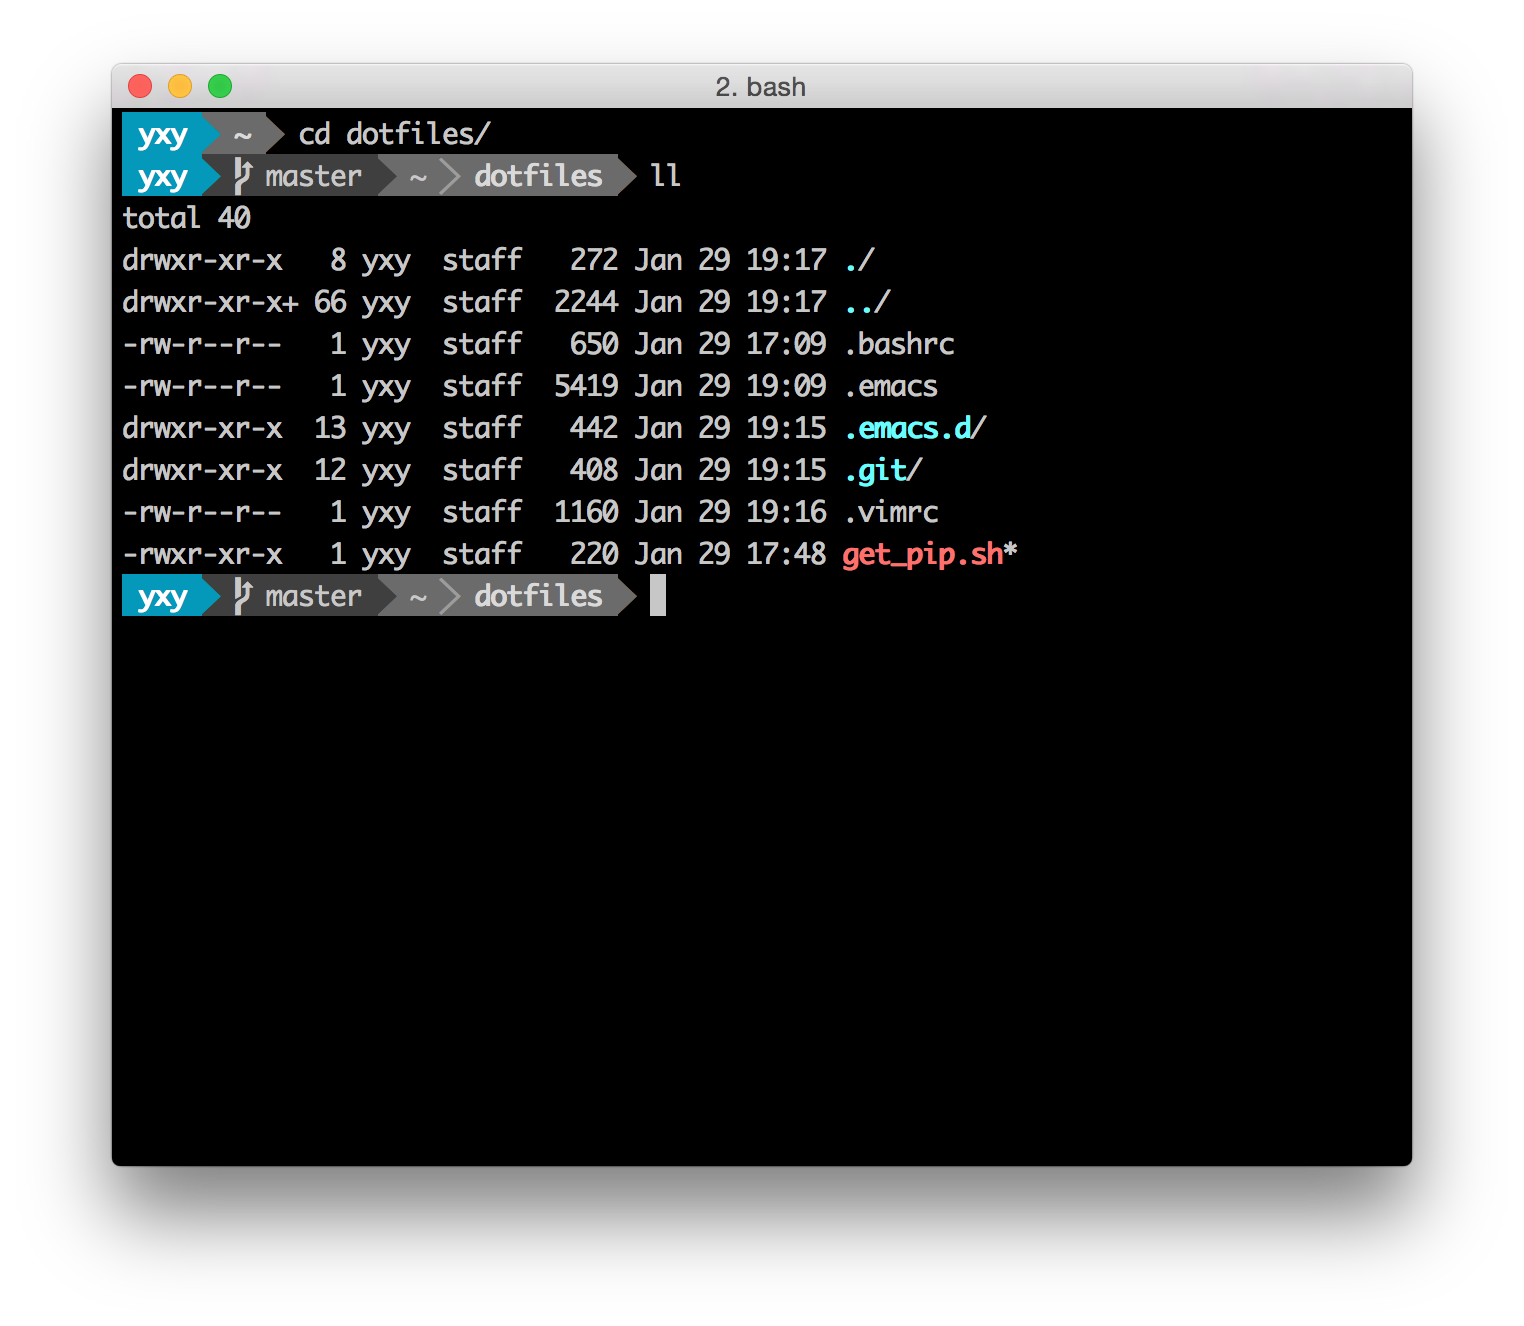 2. bash
yxy ~ cd dotfiles/
yxy master ~ dotfiles ll
total 40
drwxr-xr-x   8 yxy  staff   272 Jan 29 19:17 ./
drwxr-xr-x+ 66 yxy  staff  2244 Jan 29 19:17 ../
-rw-r--r--   1 yxy  staff   650 Jan 29 17:09 .bashrc
-rw-r--r--   1 yxy  staff  5419 Jan 29 19:09 .emacs
drwxr-xr-x  13 yxy  staff   442 Jan 29 19:15 .emacs.d/
drwxr-xr-x  12 yxy  staff   408 Jan 29 19:15 .git/
-rw-r--r--   1 yxy  staff  1160 Jan 29 19:16 .vimrc
-rwxr-xr-x   1 yxy  staff   220 Jan 29 17:48 get_pip.sh*
yxy master ~ dotfiles